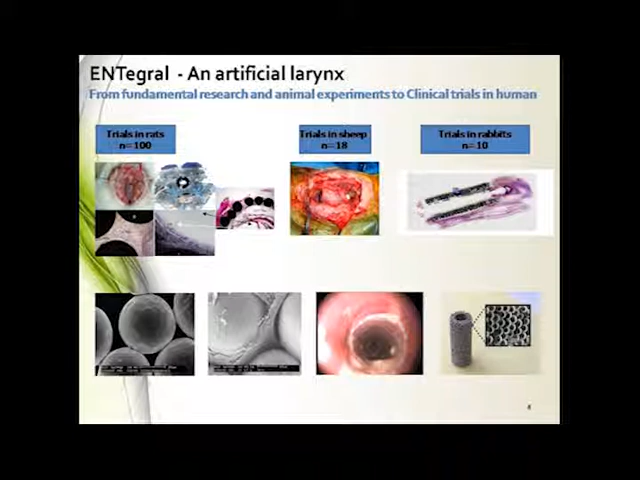 ENTegral - An artificial larynx
From fundamental research and animal experiments to Clinical trials in human
Trials in rats
n=100
Trials in sheep
n=18
Trials in rabbits
n=10